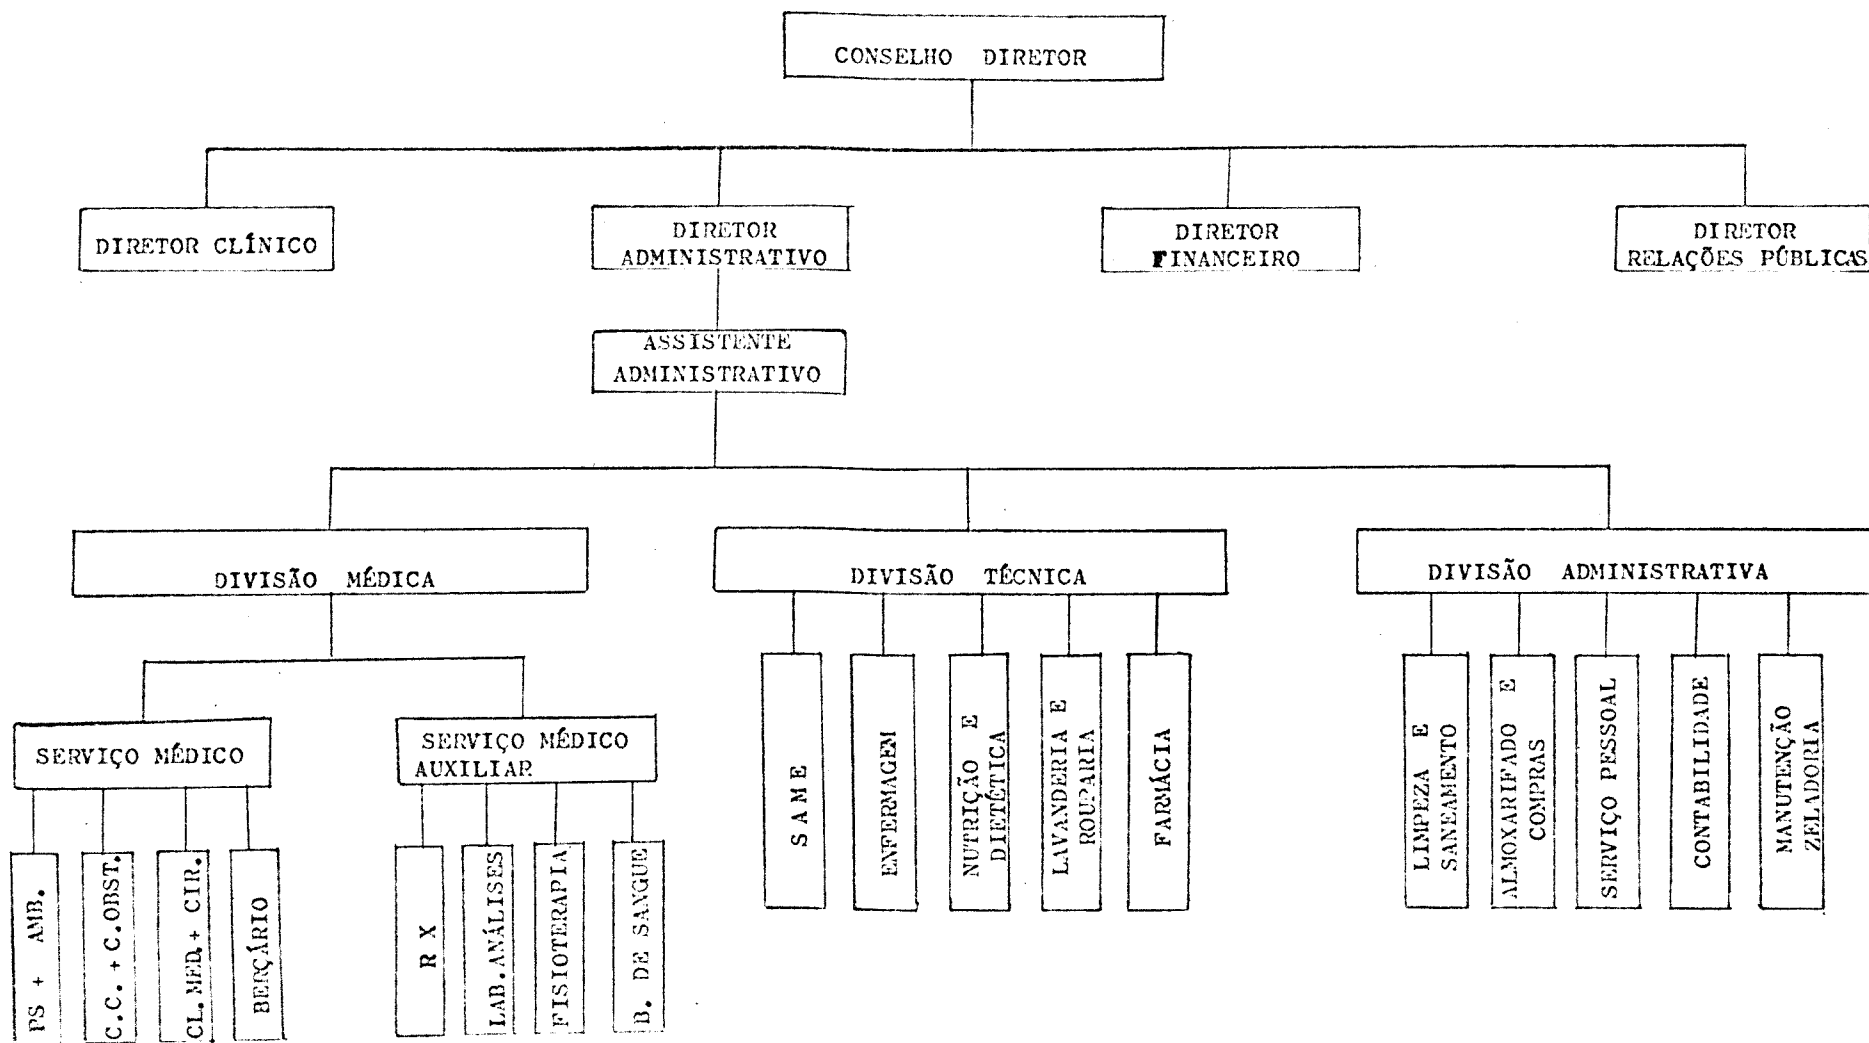 CONSELHO DIRETOR
DIRETOR CLÍNICO
DIRETOR
ADMINISTRATIVO
DIRETOR
FINANCEIRO
DIRETOR
RELAÇÕES PÚBLICAS
ASSISTENTE
ADMINISTRATIVO
DIVISÃO MÉDICA
DIVISÃO TÉCNICA
DIVISÃO ADMINISTRATIVA
SERVIÇO MÉDICO
SERVIÇO MÉDICO
AUXILIAR
SAME
ENFERMAGEM
NUTRIÇÃO E
DIETÉTICA
LAVANDERIA E
ROUPARIA
FARMÁCIA
LIMPEZA E
SANEAMENTO
ALMOXARIFADO E
COMPRAS
SERVIÇO PESSOAL
CONTABILIDADE
MANUTENÇÃO
ZELADORIA
PS + AMB.
C.C. + C.OBST.
CL.MED.+ CIR.
BERÇÁRIO
R X
LAB.ANÁLISES
FISIOTERAPIA
B. DE SANGUE